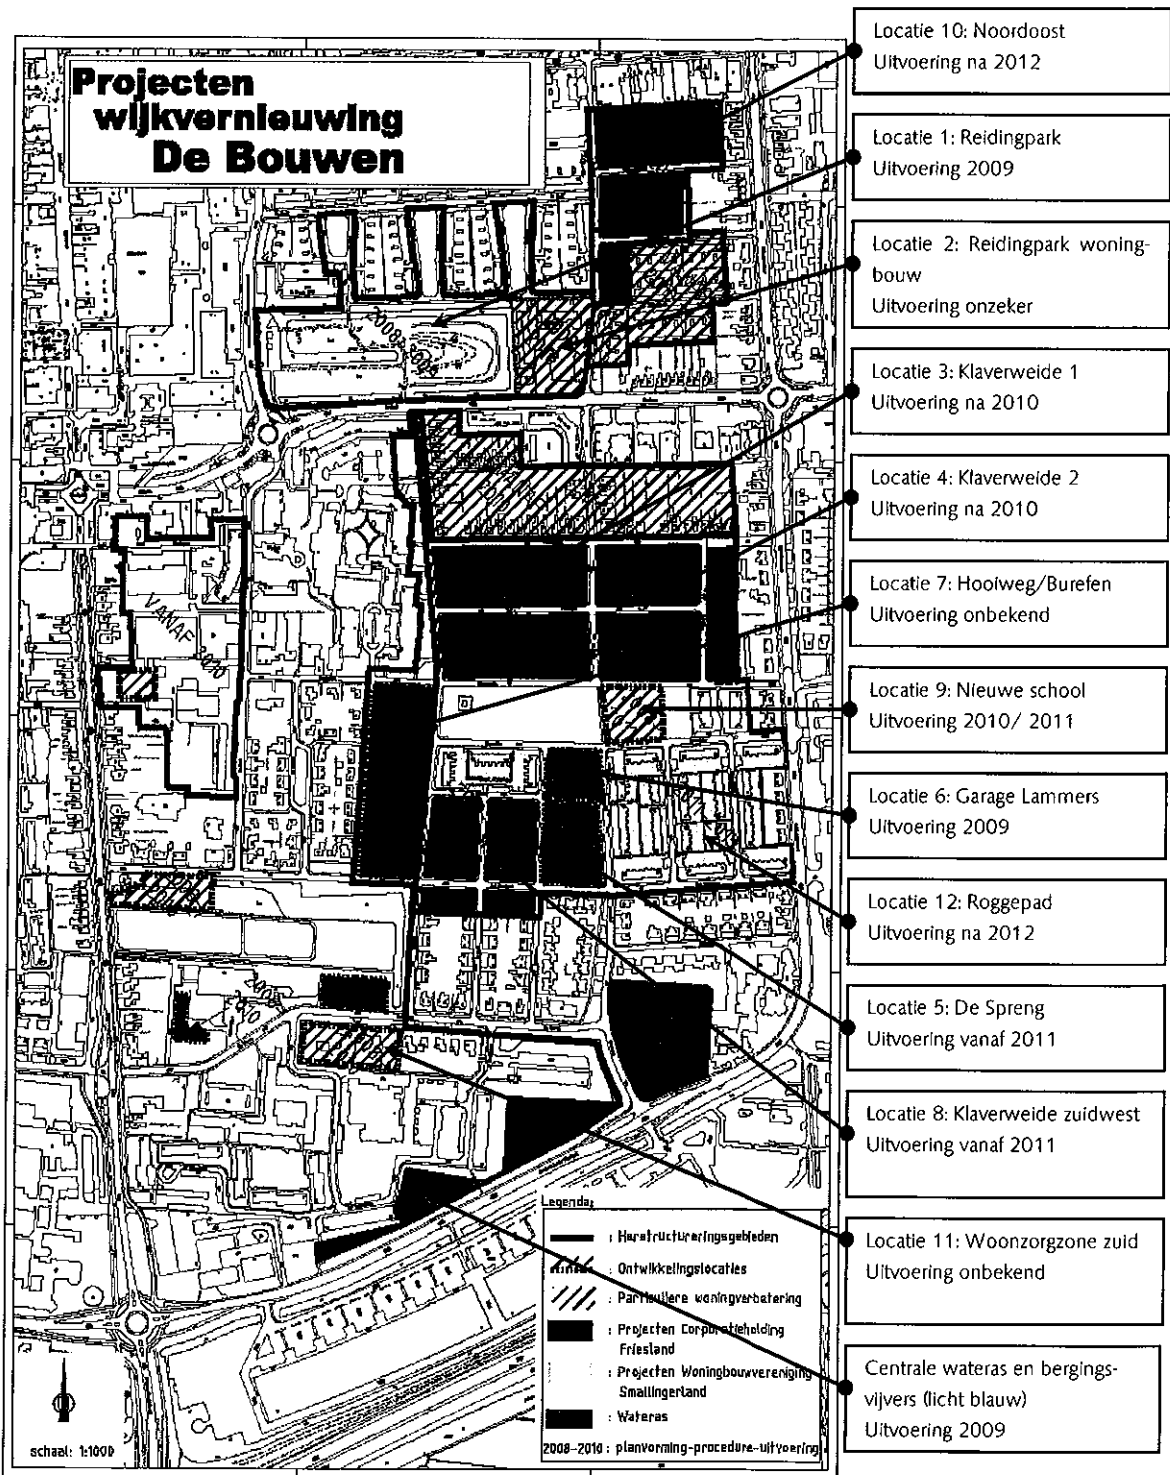 Projecten
wijkvernieuwing
De Bouwen
Locatie 10: Noordoost
Uitvoering na 2012
Locatie 1: Reidingpark
Uitvoering 2009
Locatie 2: Reidingpark woning-
bouw
Uitvoering onzeker
Locatie 3: Klaverweide 1
Uitvoering na 2010
Locatie 4: Klaverweide 2
Uitvoering na 2010
Locatie 7: Hooiweg/Burefen
Uitvoering onbekend
Locatie 9: Nieuwe school
Uitvoering 2010/ 2011
Locatie 6: Garage Lammers
Uitvoering 2009
Locatie 12: Roggepad
Uitvoering na 2012
Locatie 5: De Spreng
Uitvoering vanaf 2011
Locatie 8: Klaverweide zuidwest
Uitvoering vanaf 2011
Locatie 11: Woonzorgzone zuid
Uitvoering onbekend
Centrale wateras en bergings-
vijvers (licht blauw)
Uitvoering 2009
VANAF 2010
Legenda:
: Herstructureringsgebieden
: Ontwikkelingslocaties
: Particuliere woningverbetering
: Projecten Corporatieholding
Friesland
: Projecten Woningbouwvereniging
Smallingerland
: Wateras
2008-2010 : planvorming-procedure-uitvoering
schaal: 1:1000